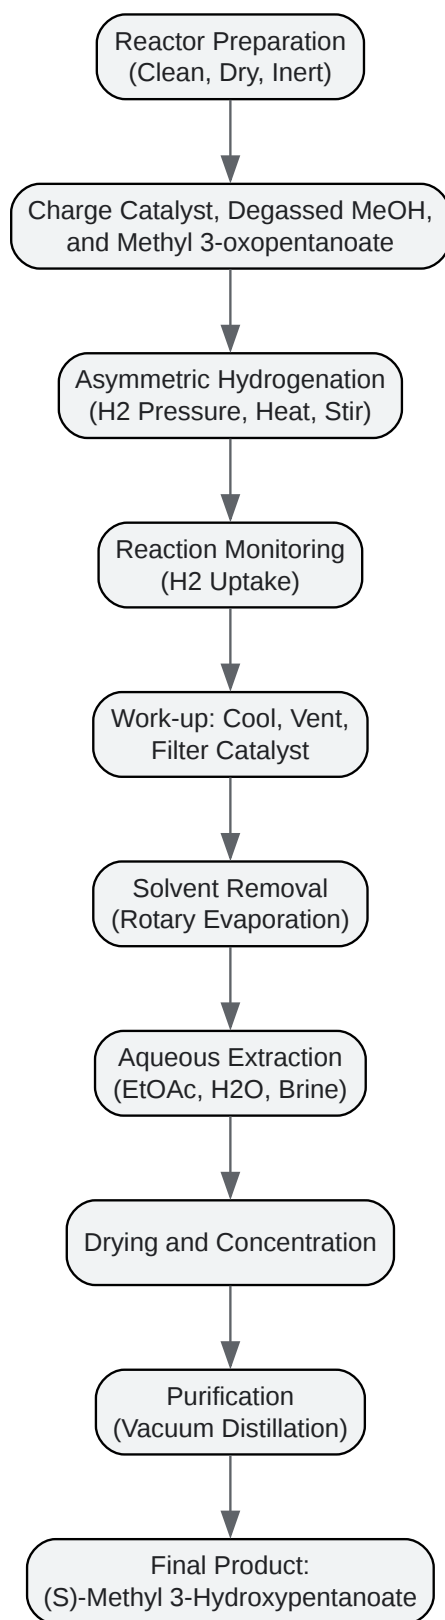 Reactor Preparation
(Clean, Dry, Inert)
Charge Catalyst, Degassed MeOH,
and Methyl 3-oxopentanoate
Asymmetric Hydrogenation
(H2 Pressure, Heat, Stir)
Reaction Monitoring
(H2 Uptake)
Work-up: Cool, Vent,
Filter Catalyst
Solvent Removal
(Rotary Evaporation)
Aqueous Extraction
(EtOAc, H2O, Brine)
Drying and Concentration
Purification
(Vacuum Distillation)
Final Product:
(S)-Methyl 3-Hydroxypentanoate